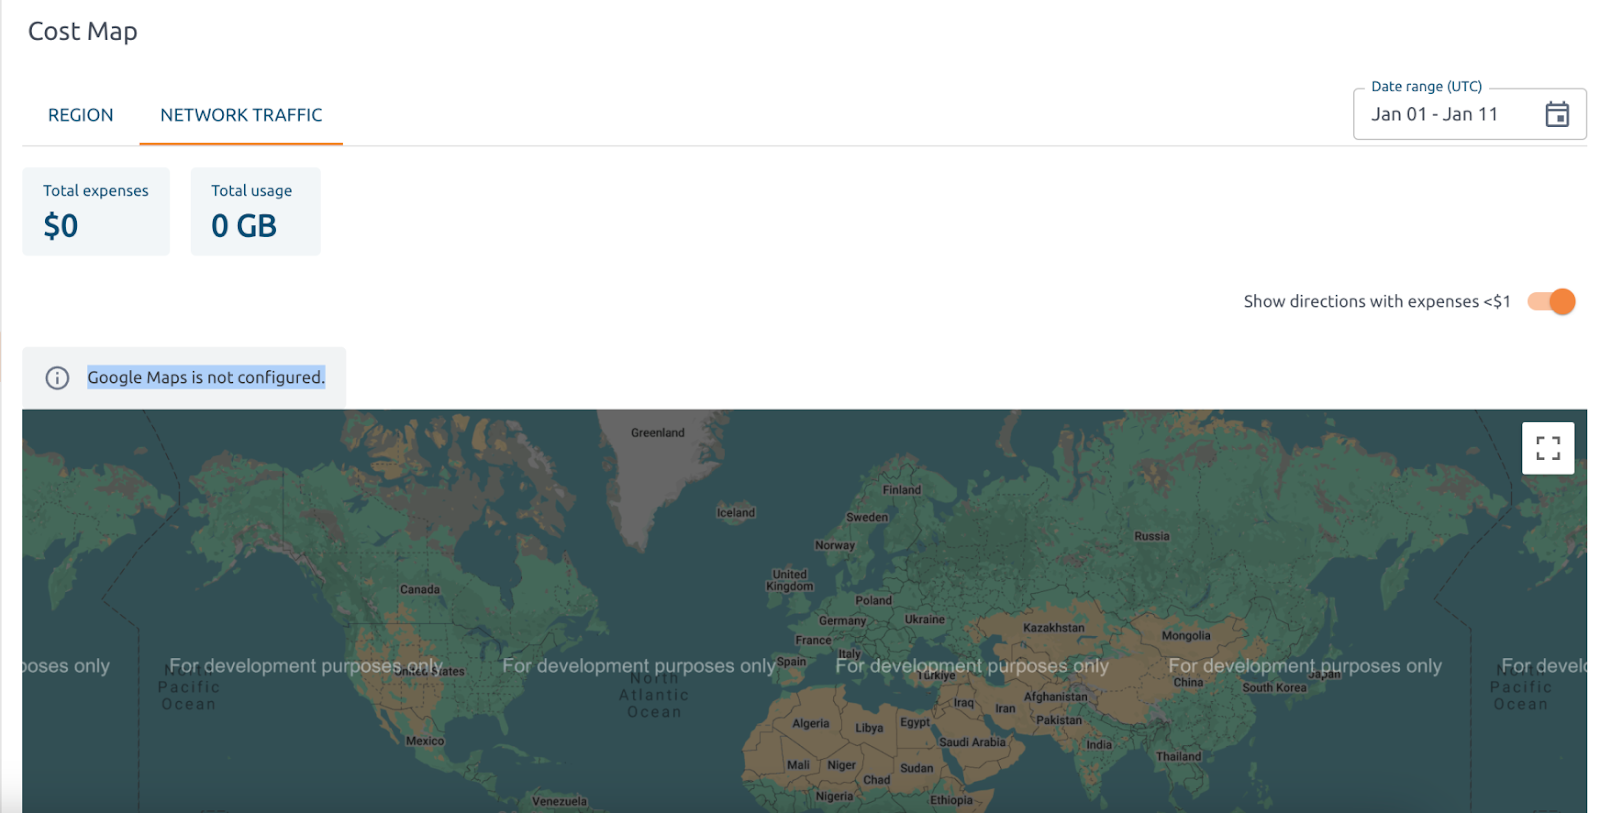 Cost Map
REGION
NETWORK TRAFFIC
Date range (UTC)
Jan 01 - Jan 11
Total expenses
$0
Total usage
0 GB
Show directions with expenses <$1
Google Maps is not configured.
Greenland
Finland
Iceland
Sweden
Russia
Norway
United
Kingdom
Canada
Poland
Germany
Ukraine
Kazakhstan
France
Mongolia
Italy
Spain
poses only
For development purposes only
For development purposes only
For development purposes only
For development purposes only
For develo
United States
Türkiye
Japan
China
South Korea
North
Pacific
Ocean
North
Atlantic
Ocean
North
Pacific
Ocean
Afghanistan
Iraq
Iran
Pakistan
Algeria
Libya
Egypt
Mexico
Saudi Arabia
India
Thailand
Mali
Niger
Sudan
Chad
Nigeria
Ethiopia
Venezuela